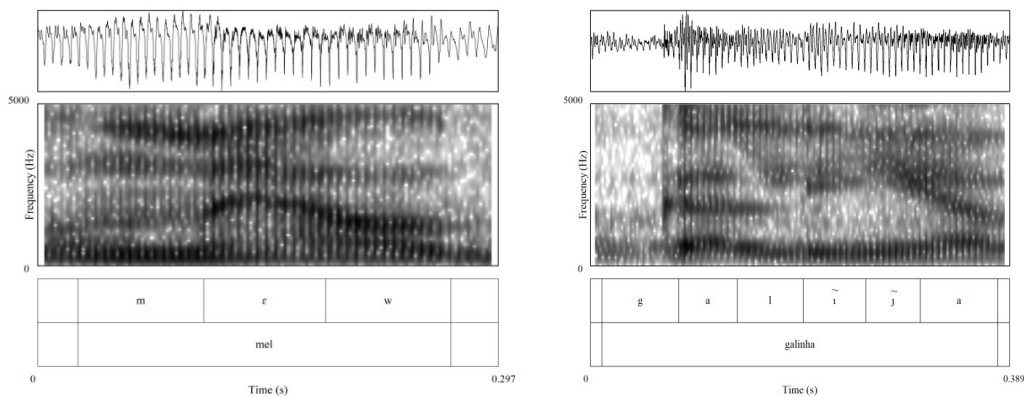 5000
Frequency (Hz)
0
m ɛ w
mel
0 0.297
Time (s)
5000
Frequency (Hz)
0
g a l ɪ̃ ȷ̃ a
galinha
0 0.389
Time (s)